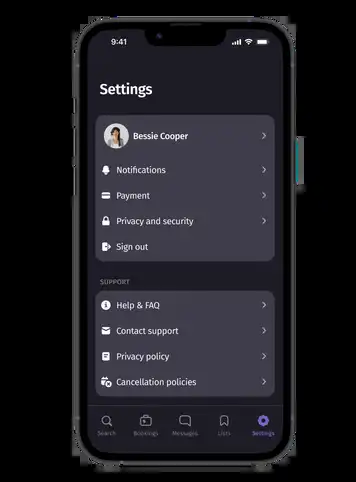 9:41
Settings
Bessie Cooper
Notifications
Payment
Privacy and security
Sign out
SUPPORT
Help & FAQ
Contact support
Privacy policy
Cancellation policies
Search
Bookings
Messages
Lists
Settings